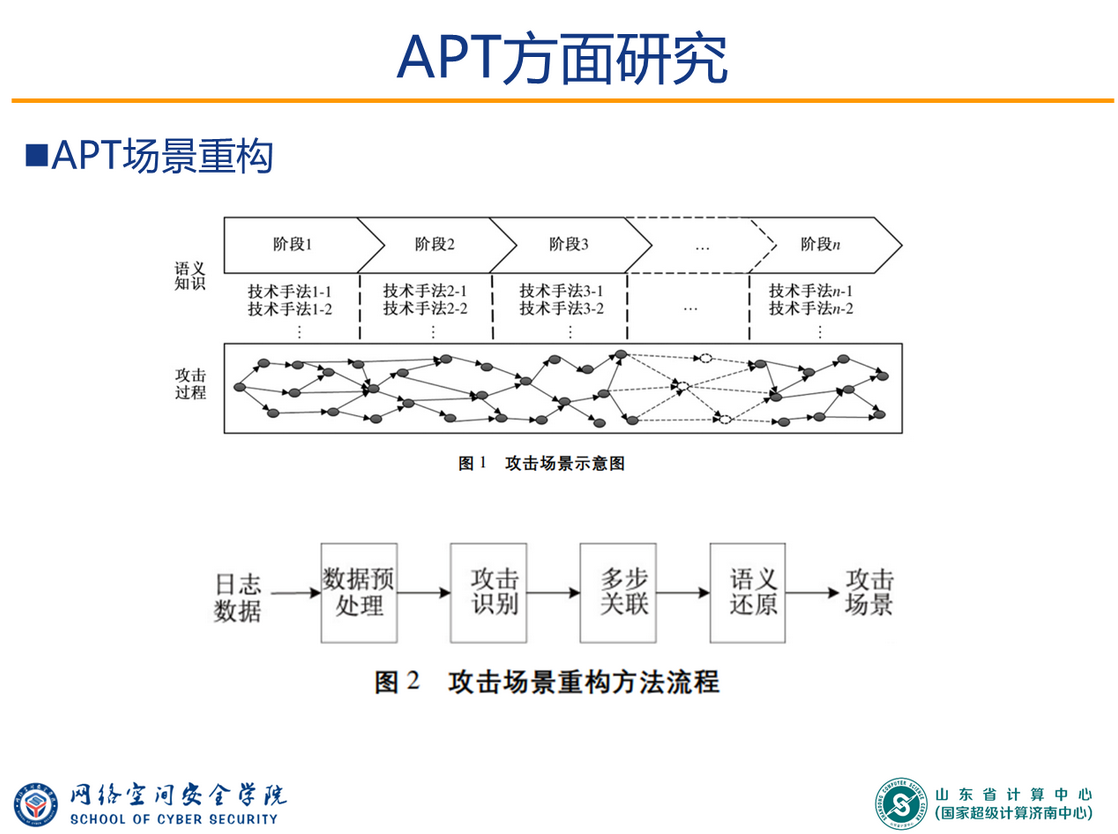 APT方面研究
■APT场景重构
阶段1
阶段2
阶段3
…
阶段n
语义
知识
技术手法1-1
技术手法1-2
⋮
技术手法2-1
技术手法2-2
⋮
技术手法3-1
技术手法3-2
⋮
…
技术手法n-1
技术手法n-2
⋮
攻击
过程
图1 攻击场景示意图
日志
数据
数据预
处理
攻击
识别
多步
关联
语义
还原
攻击
场景
图2 攻击场景重构方法流程
网络空间安全学院
SCHOOL OF CYBER SECURITY
山东省计算中心
(国家超级计算济南中心)